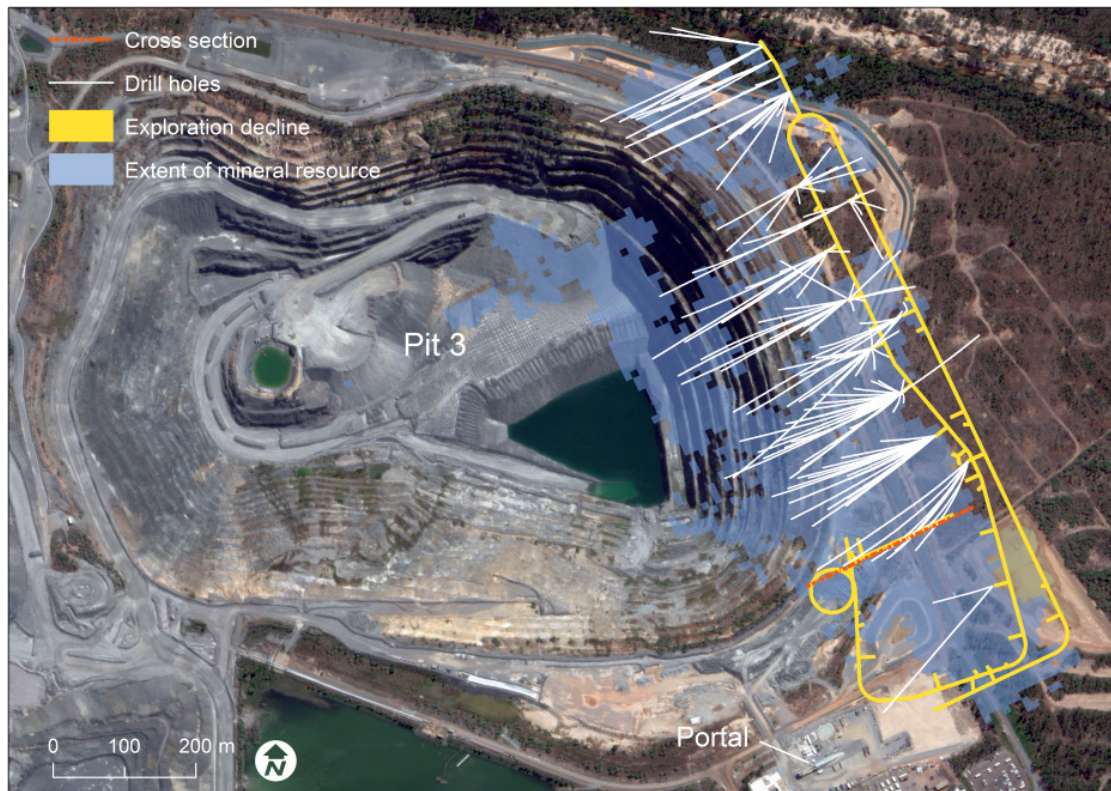 Cross section
Drill holes
Exploration decline
Extent of mineral resource
Pit 3
Portal
0 100 200 m
N